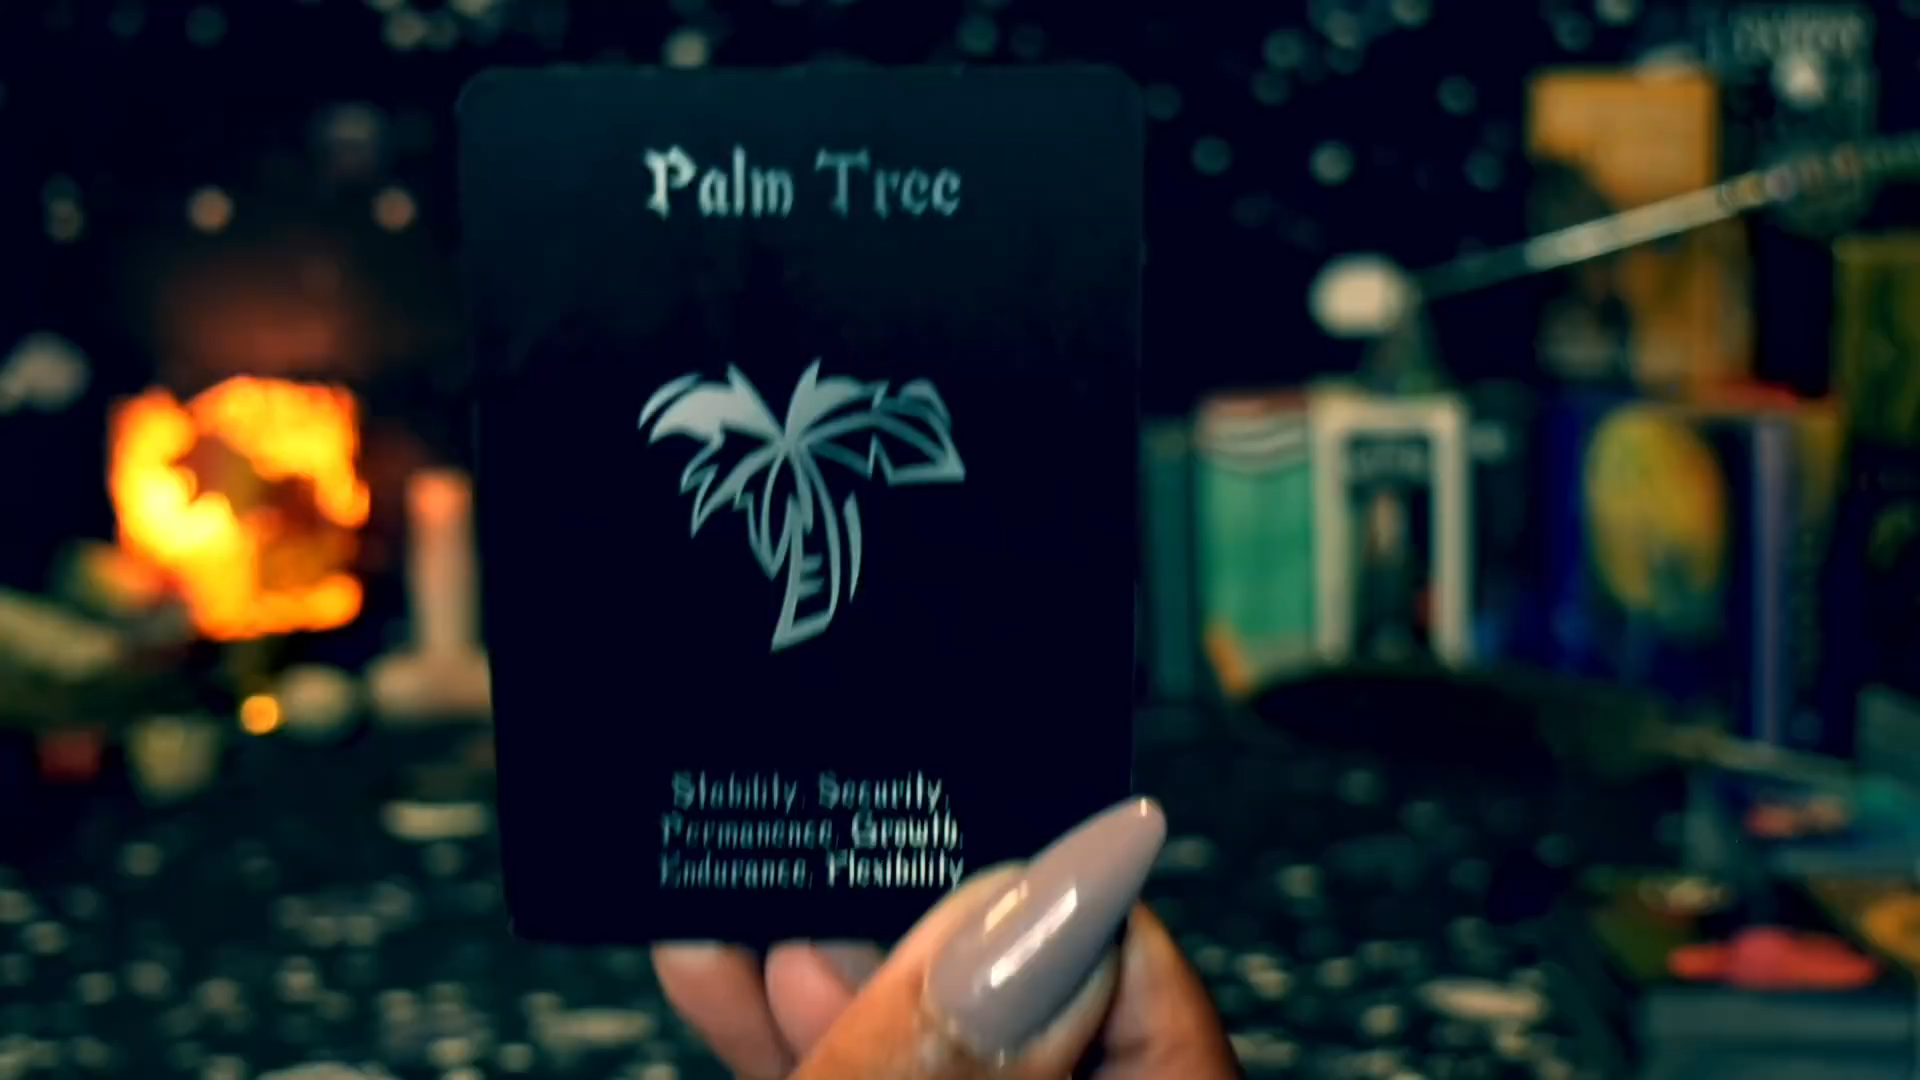 Palm Tree
Stability, Security,
Permanence, Growth,
Endurance, Flexibility